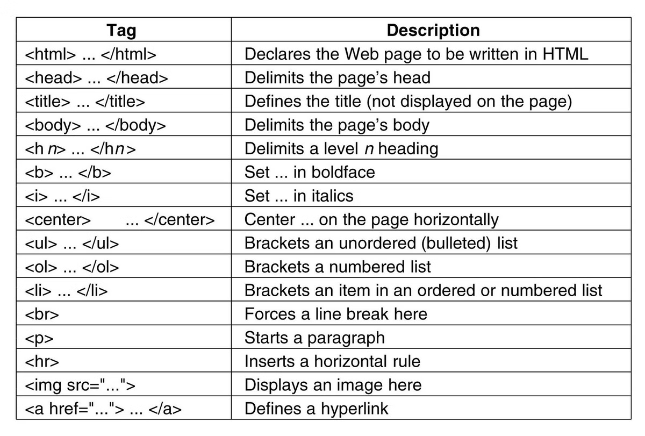 Tag Description
<html> ... </html> Declares the Web page to be written in HTML
<head> ... </head> Delimits the page's head
<title> ... </title> Defines the title (not displayed on the page)
<body> ... </body> Delimits the page's body
<h n> ... </hn> Delimits a level n heading
<b> ... </b> Set ... in boldface
<i> ... </i> Set ... in italics
<center> ... </center> Center ... on the page horizontally
<ul> ... </ul> Brackets an unordered (bulleted) list
<ol> ... </ol> Brackets a numbered list
<li> ... </li> Brackets an item in an ordered or numbered list
<br> Forces a line break here
<p> Starts a paragraph
<hr> Inserts a horizontal rule
<img src="..."> Displays an image here
<a href="..."> ... </a> Defines a hyperlink